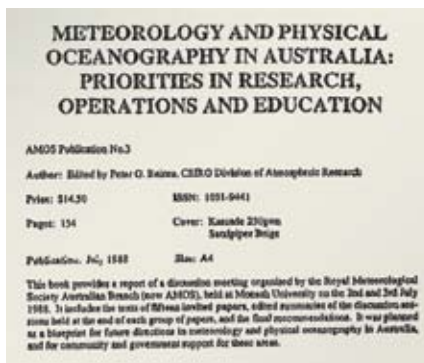 METEOROLOGY AND PHYSICAL
OCEANOGRAPHY IN AUSTRALIA:
PRIORITIES IN RESEARCH,
OPERATIONS AND EDUCATION
AMOS Publication No.3
Author: Edited by Peter G. Baines, CSIRO Division of Atmospheric Research
Price: $14.50 ISSN: 1031-9441
Pages: 154 Cover: Kascade 250gsm
Sandpiper Beige
Publication: July 1988 Size: A4
This book provides a report of a discussion meeting organised by the Royal Meteorological
Society Australian Branch (now AMOS), held at Monash University on the 2nd and 3rd July
1988. It includes the texts of fifteen invited papers, edited summaries of the discussion
held at the end of each group of papers, and the final recommendations. It was planned
as a blueprint for future directions in meteorology and physical oceanography in Australia,
and for community and government support for these areas.